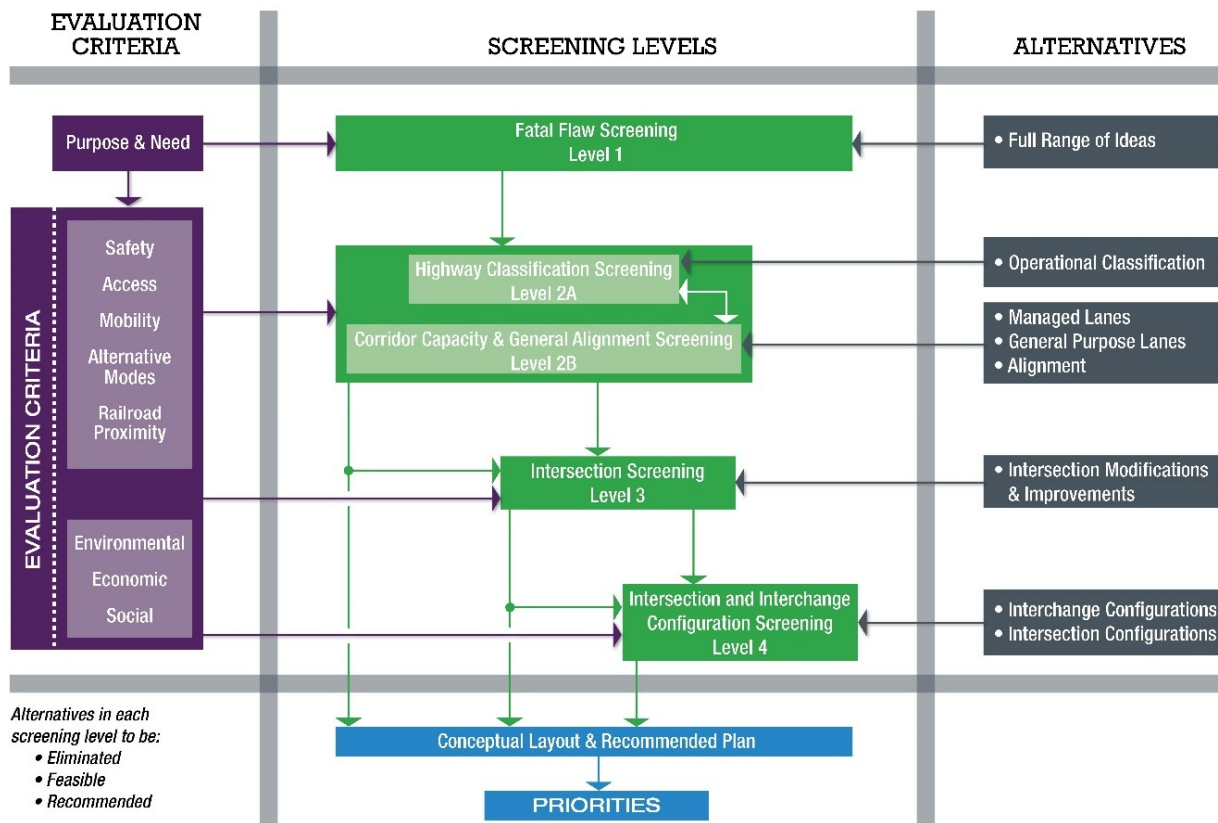 EVALUATION
CRITERIA
SCREENING LEVELS
ALTERNATIVES
Purpose & Need
Fatal Flaw Screening
Level 1
• Full Range of Ideas
EVALUATION CRITERIA
Safety
Access
Mobility
Alternative
Modes
Railroad
Proximity
Environmental
Economic
Social
Highway Classification Screening
Level 2A
• Operational Classification
Corridor Capacity & General Alignment Screening
Level 2B
• Managed Lanes
• General Purpose Lanes
• Alignment
Intersection Screening
Level 3
• Intersection Modifications
& Improvements
Intersection and Interchange
Configuration Screening
Level 4
• Interchange Configurations
• Intersection Configurations
Alternatives in each
screening level to be:
• Eliminated
• Feasible
• Recommended
Conceptual Layout & Recommended Plan
PRIORITIES